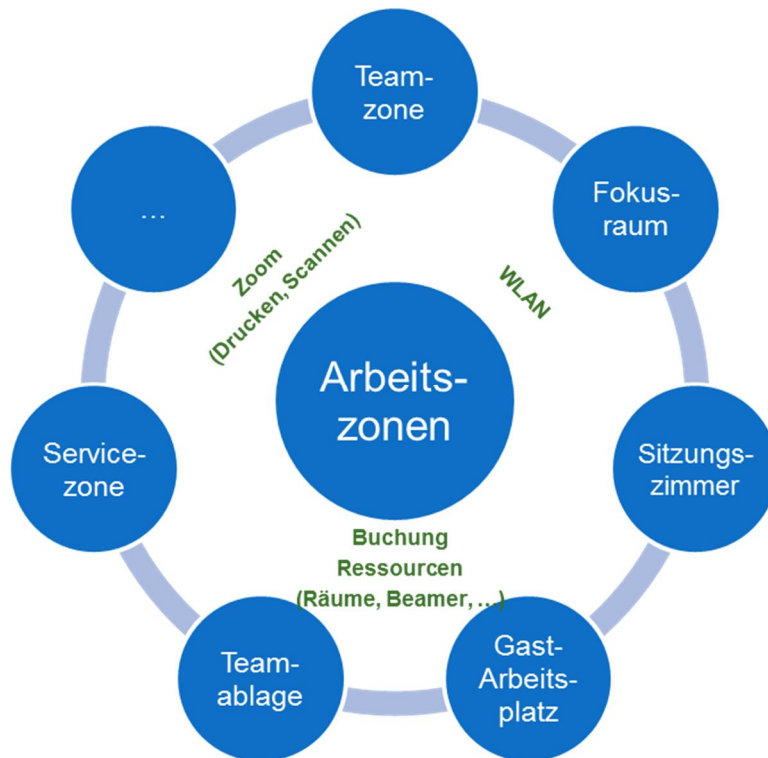 Team-
zone
Fokus-
raum
...
Zoom
(Drucken, Scannen)
WLAN
Arbeits-
zonen
Service-
zone
Sitzungs-
zimmer
Buchung
Ressourcen
(Räume, Beamer, ...)
Team-
ablage
Gast-
Arbeits-
platz